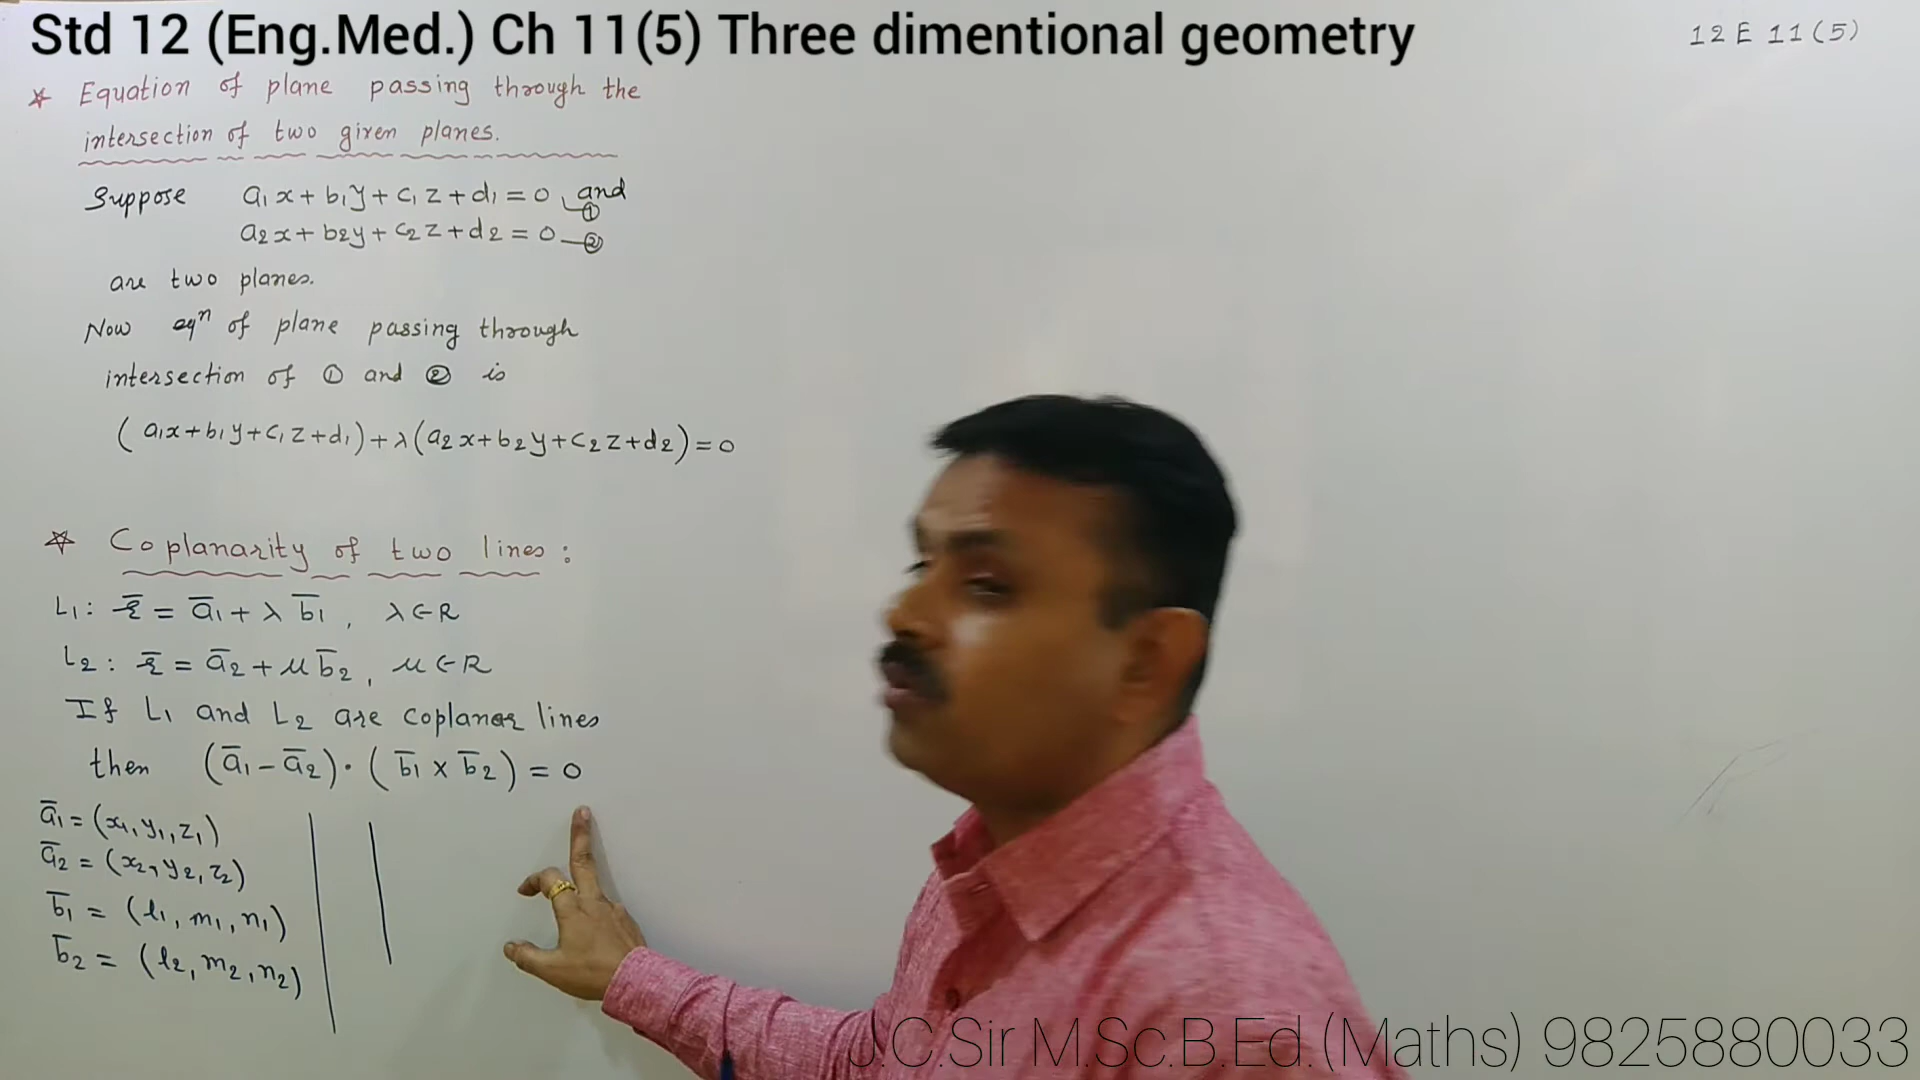 Std 12 (Eng.Med.) Ch 11(5) Three dimentional geometry
12 E 11 (5)
* Equation of plane passing through the
intersection of two given planes.
Suppose a₁x + b₁y + c₁z + d₁ = 0 ① and
a₂x + b₂y + c₂z + d₂ = 0 — ②
are two planes.
Now eqⁿ of plane passing through
intersection of ① and ② is
(a₁x + b₁y + c₁z + d₁) + λ (a₂x + b₂y + c₂z + d₂) = 0
☆ Coplanarity of two lines :
L₁ : r̄ = ā₁ + λ b̄₁ , λ ∈ R
L₂ : r̄ = ā₂ + μ b̄₂ , μ ∈ R
If L₁ and L₂ are coplanar lines
then (ā₁ − ā₂) · (b̄₁ × b̄₂) = 0
ā₁ = (x₁, y₁, z₁)
ā₂ = (x₂, y₂, z₂)
b̄₁ = (l₁, m₁, n₁)
b̄₂ = (l₂, m₂, n₂)
J.C.Sir M.Sc.B.Ed.(Maths) 9825880033